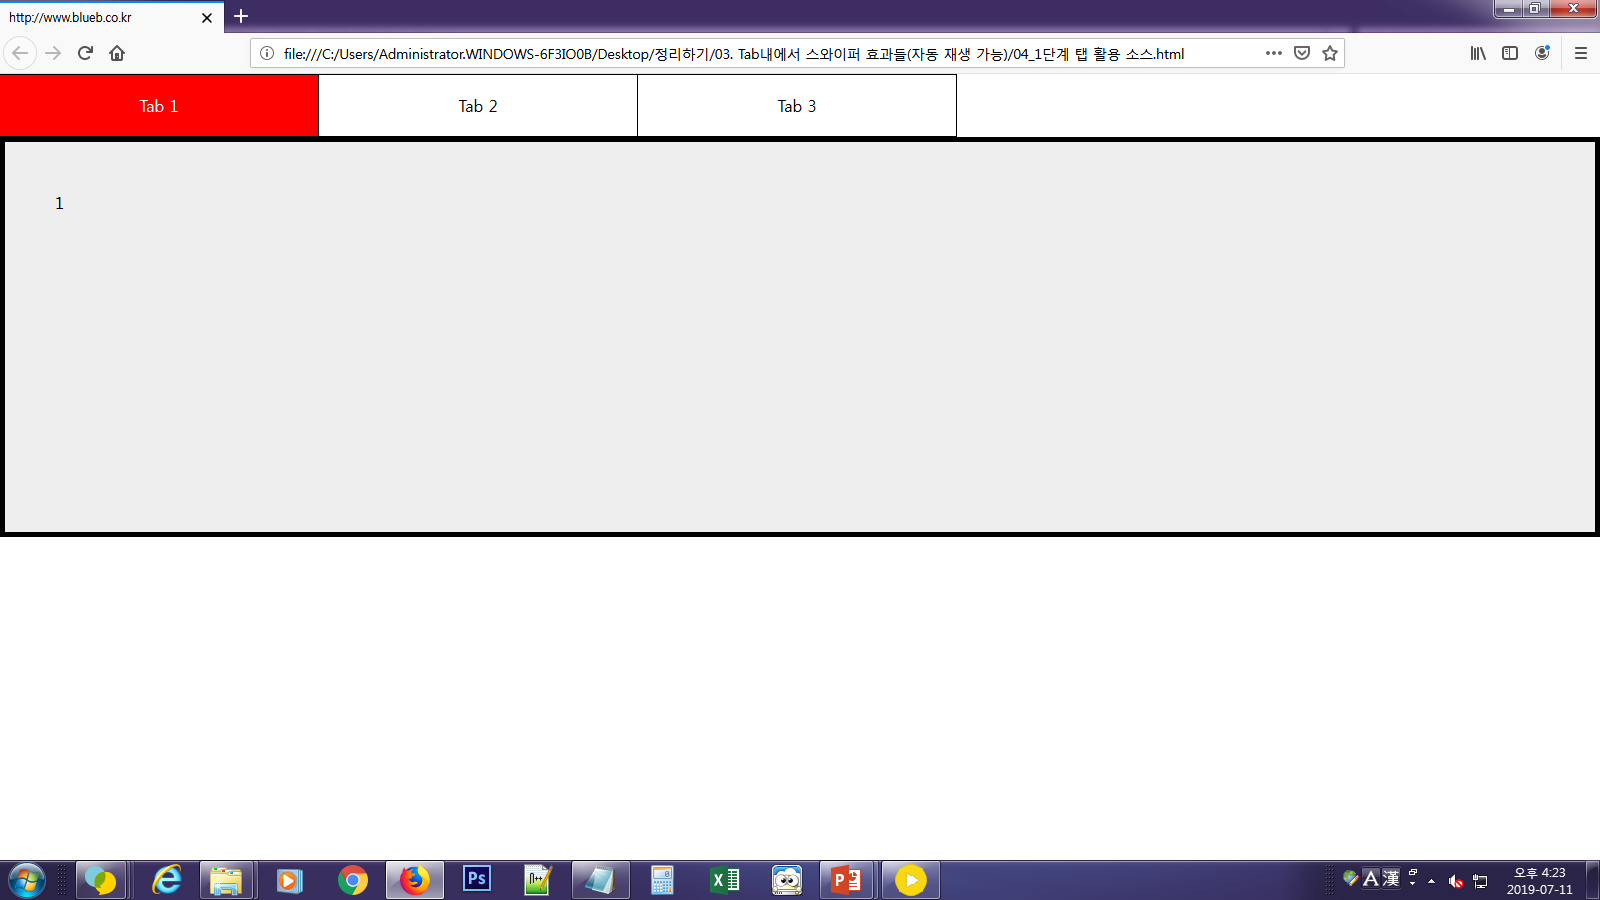 http://www.blueb.co.kr
file:///C:/Users/Administrator.WINDOWS-6F3IO0B/Desktop/정리하기/03. Tab내에서 스와이퍼 효과들(자동 재생 가능)/04_1단계 탭 활용 소스.html
Tab 1
Tab 2
Tab 3
1
Ps
A 漢
오후 4:23
2019-07-11